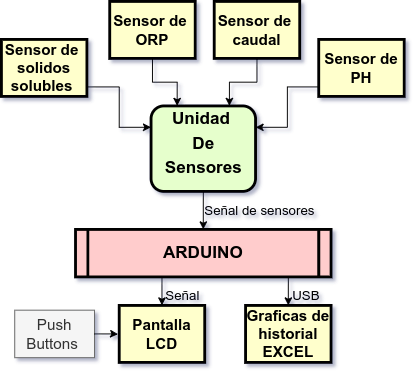 Sensor de
ORP
Sensor de
caudal
Sensor de
solidos
solubles
Sensor de
PH
Unidad
De
Sensores
Señal de sensores
ARDUINO
Señal
USB
Push
Buttons
Pantalla
LCD
Graficas de
historial
EXCEL